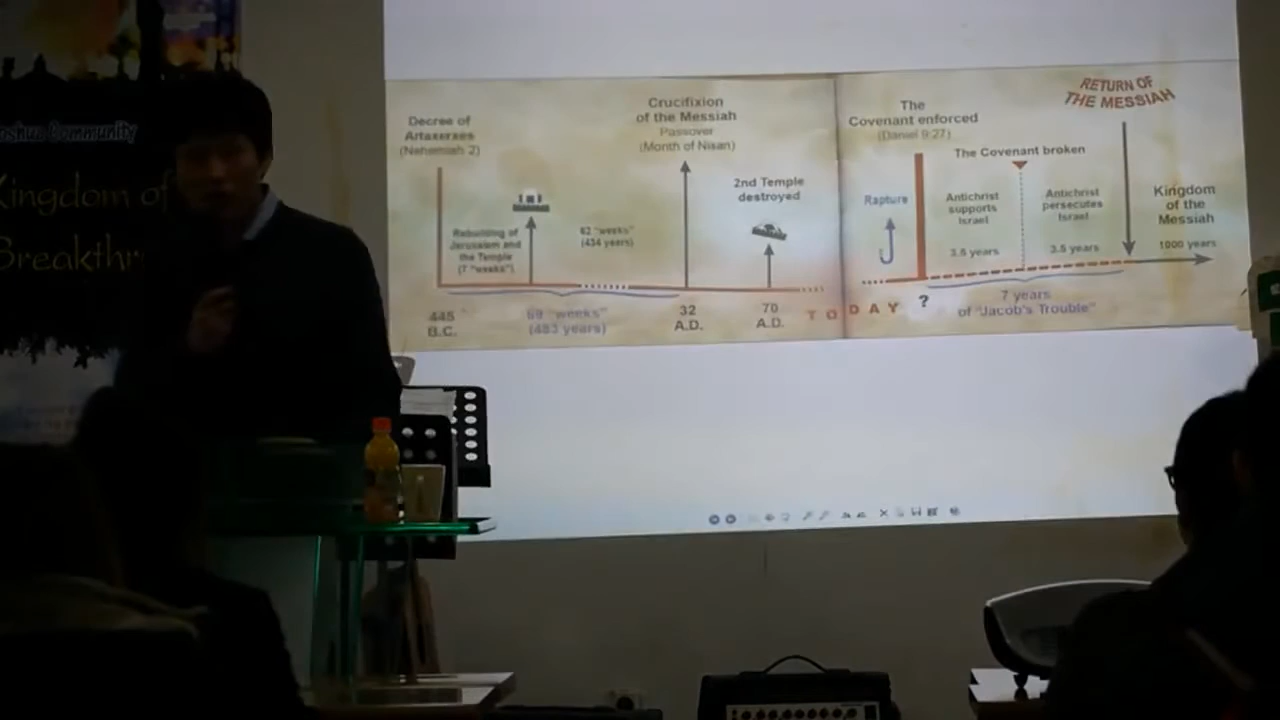 oshua Community
Kingdom of
Breakthr
Decree of
Artaxerxes
(Nehemiah 2)
Rebuilding of
Jerusalem and
the Temple
(7 "weeks")
62 "weeks"
(434 years)
Crucifixion
of the Messiah
Passover
(Month of Nisan)
2nd Temple
destroyed
The
Covenant enforced
(Daniel 9:27)
Rapture
The Covenant broken
Antichrist
supports
Israel
3.5 years
Antichrist
persecutes
Israel
3.5 years
RETURN OF
THE MESSIAH
Kingdom
of the
Messiah
1000 years
445
B.C.
69 "weeks"
(483 years)
32
A.D.
70
A.D.
TODAY ?
7 years
of "Jacob's Trouble"